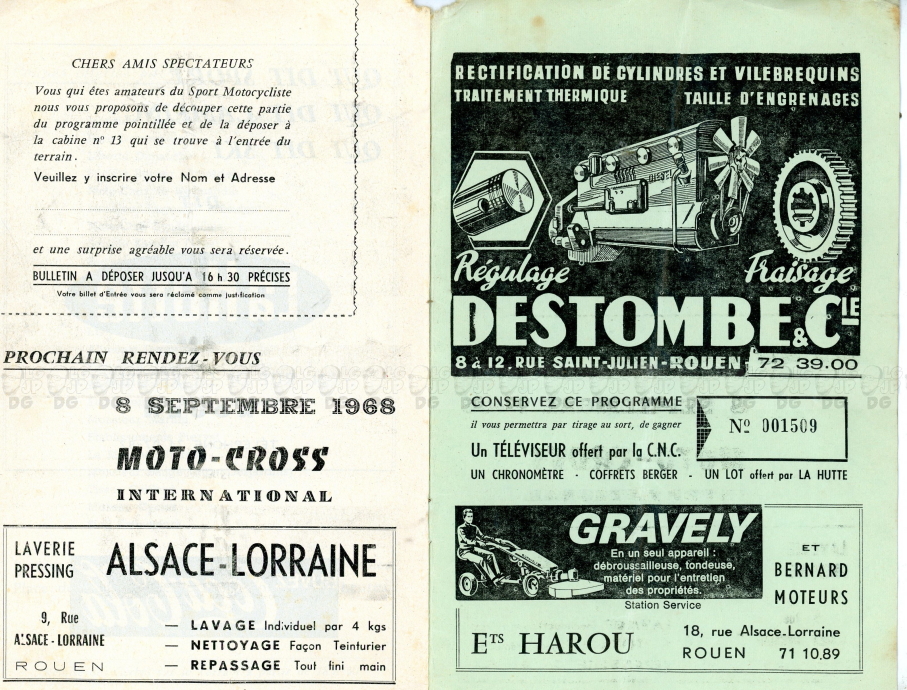 CHERS AMIS SPECTATEURS
Vous qui êtes amateurs du Sport Motocycliste
nous vous proposons de découper cette partie
du programme pointillée et de la déposer à
la cabine nº 13 qui se trouve à l'entrée du
terrain.
Veuillez y inscrire votre Nom et Adresse
et une surprise agréable vous sera réservée.
BULLETIN A DÉPOSER JUSQU'A 16 h 30 PRÉCISES
Votre billet d'Entrée vous sera réclamé comme justification
PROCHAIN RENDEZ-VOUS
8 SEPTEMBRE 1968
MOTO-CROSS
INTERNATIONAL
LAVERIE
PRESSING
ALSACE-LORRAINE
9, Rue
ALSACE-LORRAINE
ROUEN
— LAVAGE Individuel par 4 kgs
— NETTOYAGE Façon Teinturier
— REPASSAGE Tout fini main
RECTIFICATION DE CYLINDRES ET VILEBREQUINS
TRAITEMENT THERMIQUE TAILLE D'ENGRENAGES
DIESEL
Régulage Fraisage
DESTOMBE & CIE
8 à 12, RUE SAINT-JULIEN-ROUEN 72 39.00
CONSERVEZ CE PROGRAMME
il vous permettra par tirage au sort, de gagner
Nº 001509
Un TÉLÉVISEUR offert par la C.N.C.
UN CHRONOMÈTRE - COFFRETS BERGER - UN LOT offert par LA HUTTE
GRAVELY
En un seul appareil :
débroussailleuse, tondeuse,
matériel pour l'entretien
des propriétés.
Station Service
ET
BERNARD
MOTEURS
Ets HAROU
18, rue Alsace-Lorraine
ROUEN 71 10.89